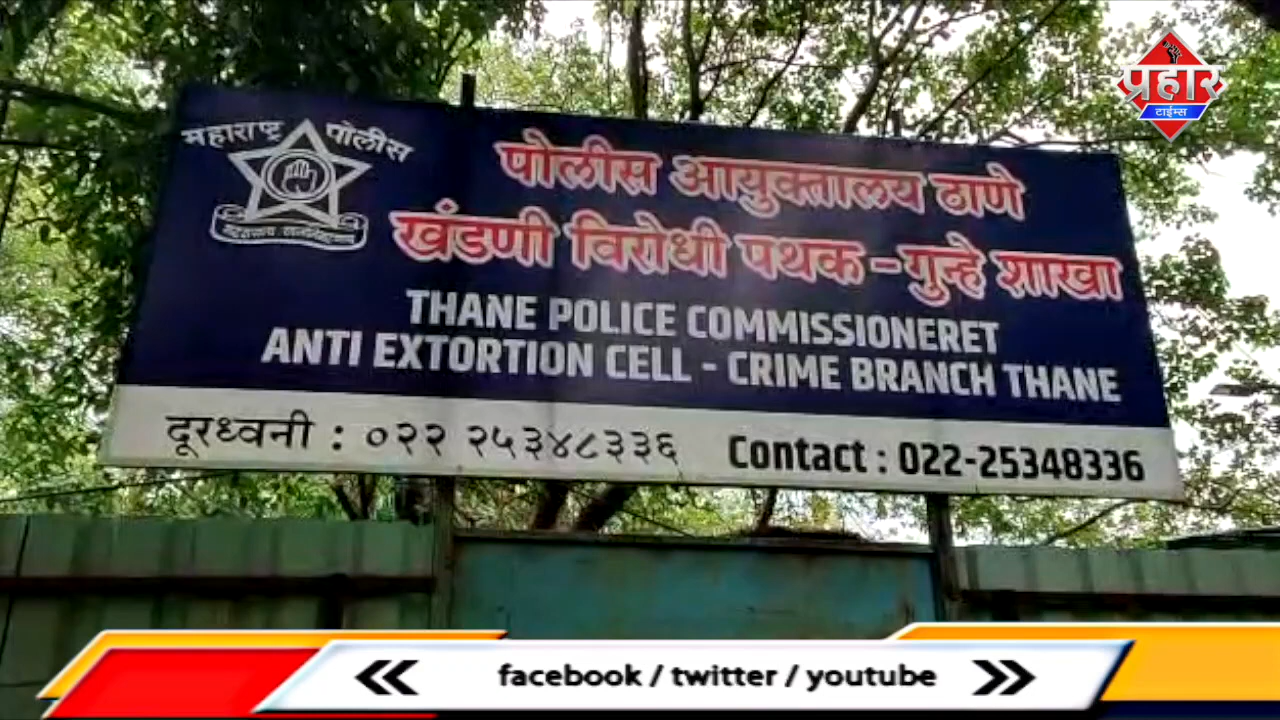 प्रहार
टाईम्स
महाराष्ट्र पोलीस
पोलीस आयुक्तालय ठाणे
खंडणी विरोधी पथक - गुन्हे शाखा
THANE POLICE COMMISSIONERET
ANTI EXTORTION CELL - CRIME BRANCH THANE
दूरध्वनी : ०२२ २५३४८३३६ Contact : 022-25348336
facebook / twitter / youtube